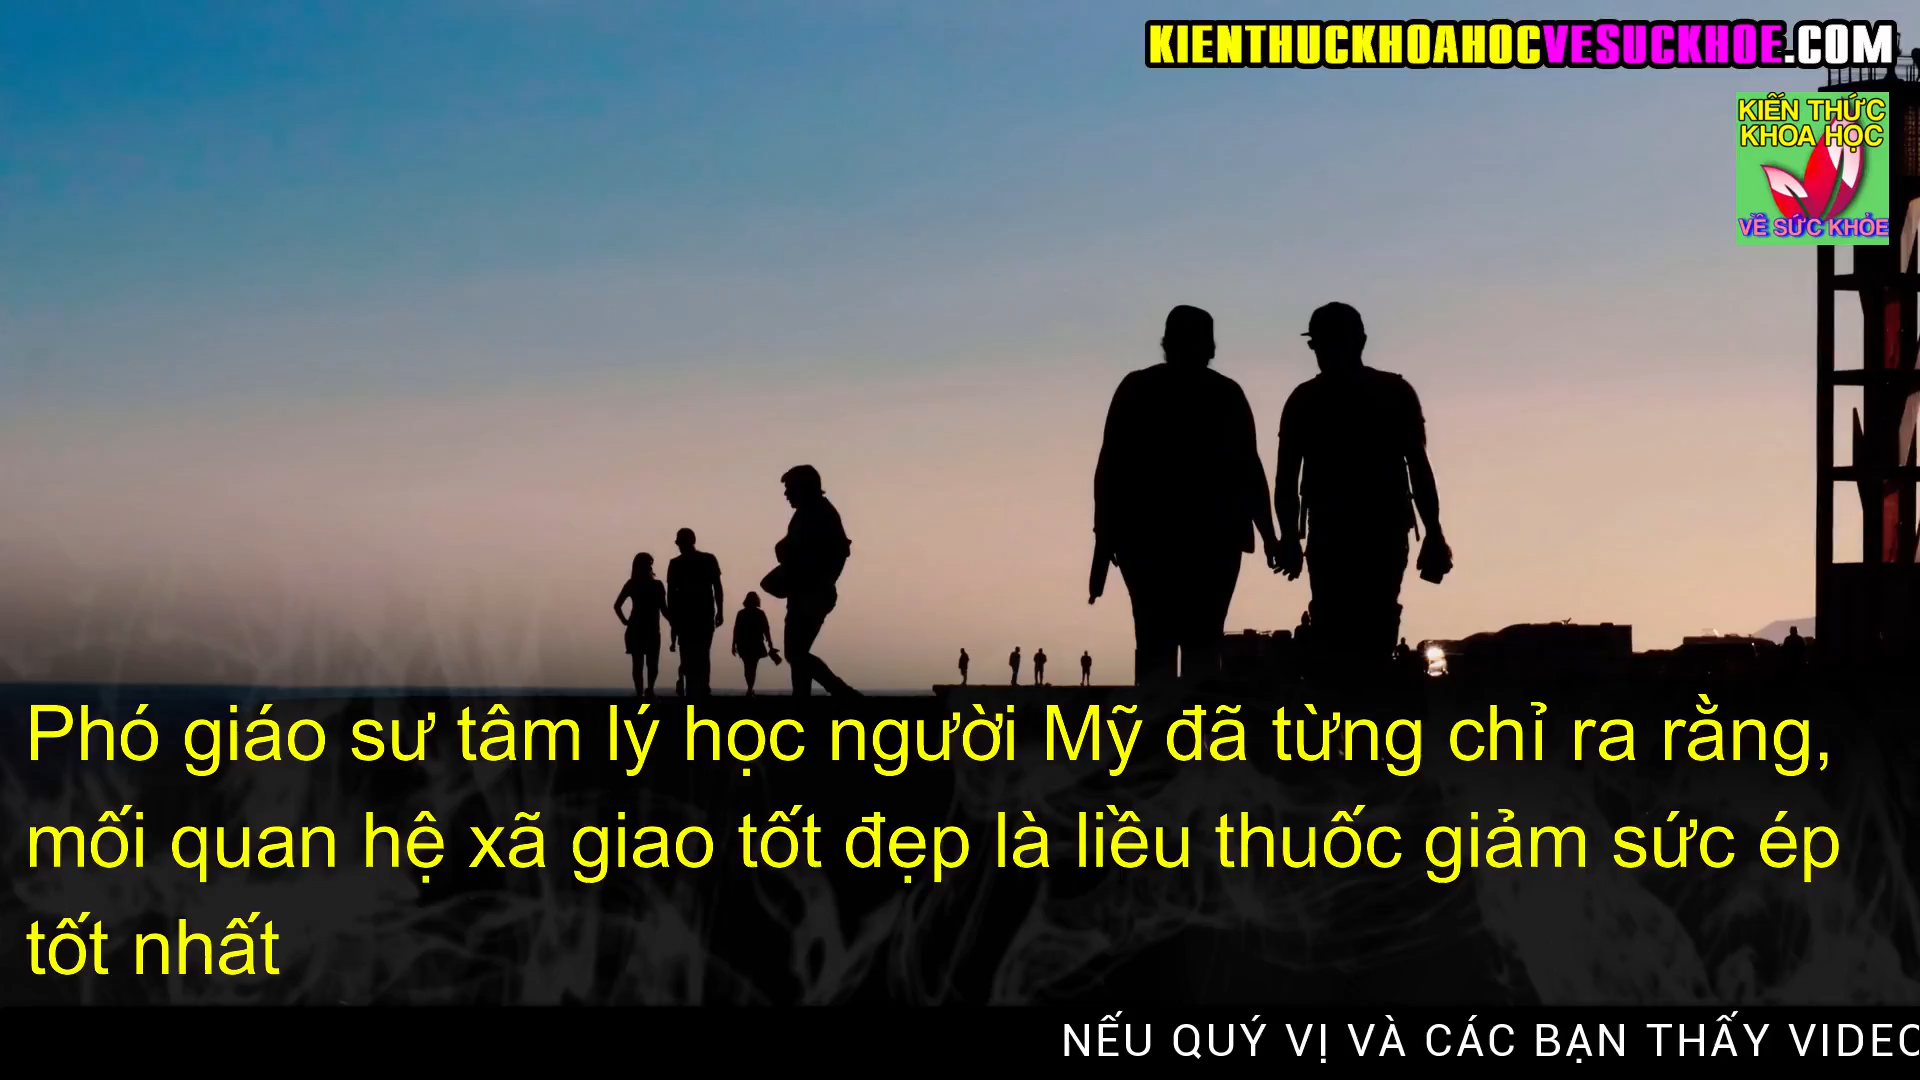 KIENTHUCKHOAHOCVESUCKHOE.COM
KIẾN THỨC
KHOA HỌC
VỀ SỨC KHỎE
Phó giáo sư tâm lý học người Mỹ đã từng chỉ ra rằng,
mối quan hệ xã giao tốt đẹp là liều thuốc giảm sức ép
tốt nhất
NẾU QUÝ VỊ VÀ CÁC BẠN THẤY VIDEO